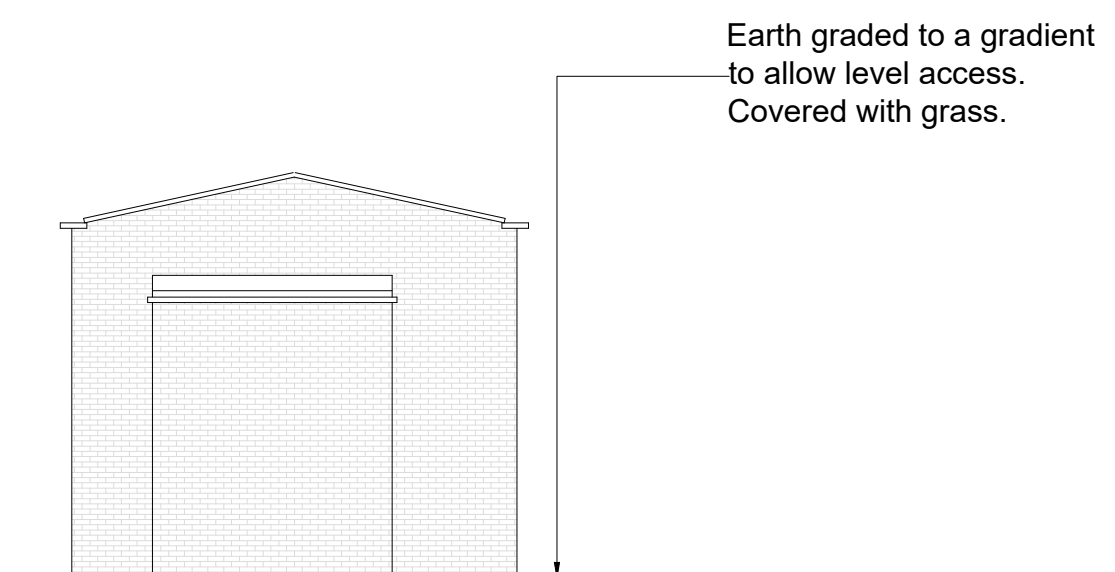 Earth graded to a gradient
to allow level access.
Covered with grass.